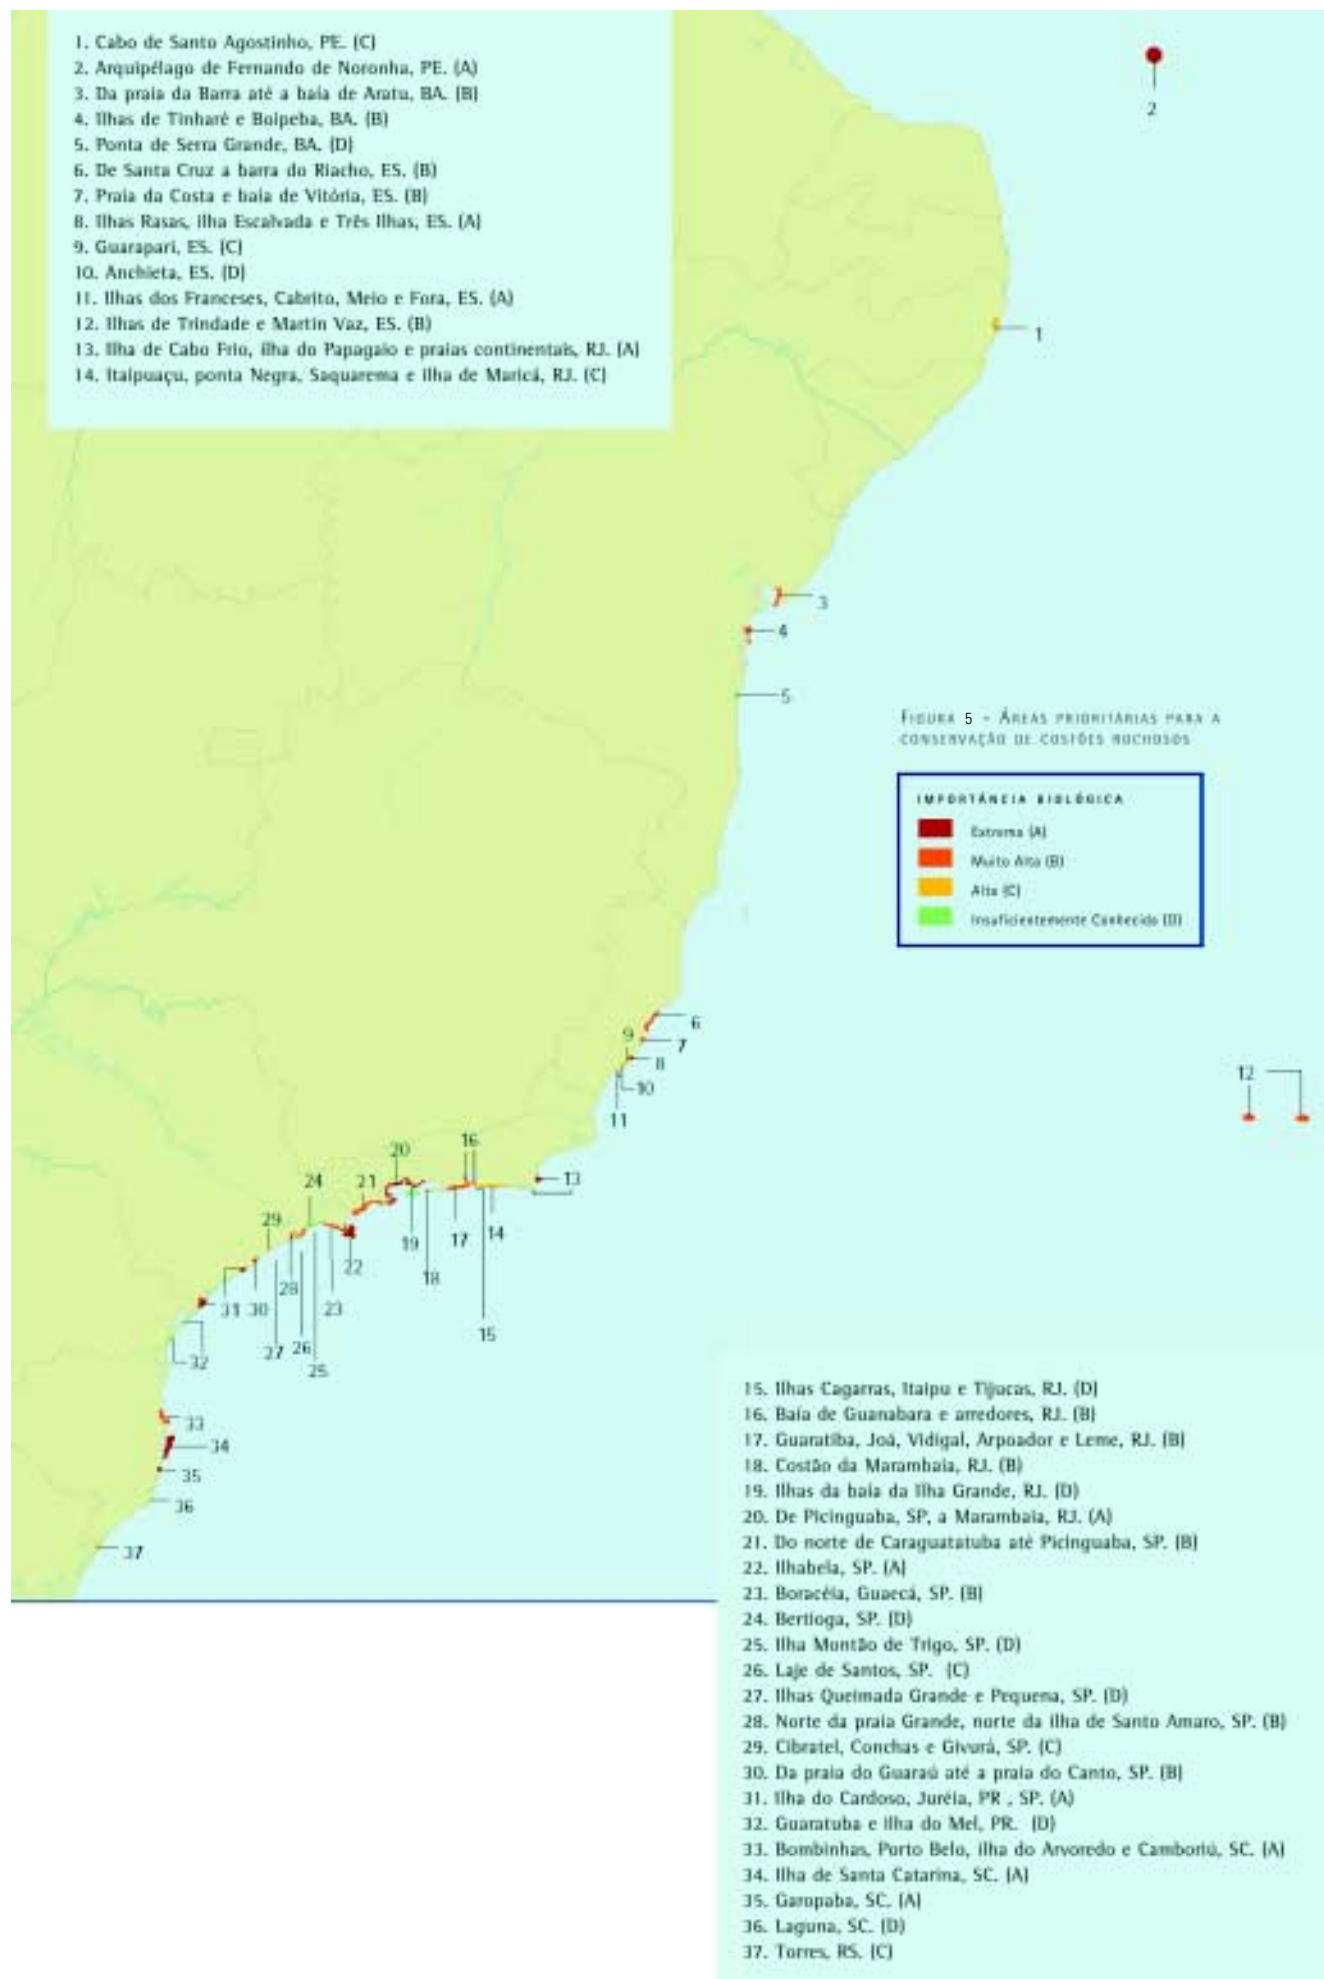 1. Cabo de Santo Agostinho, PE. (C)
2. Arquipélago de Fernando de Noronha, PE. (A)
3. Da praia da Barra até a baía de Aratu, BA. (B)
4. Ilhas de Tinharé e Boipeba, BA. (B)
5. Ponta de Serra Grande, BA. (D)
6. De Santa Cruz a barra do Riacho, ES. (B)
7. Praia da Costa e baía de Vitória, ES. (B)
8. Ilhas Rasas, ilha Escalvada e Três Ilhas, ES. (A)
9. Guarapari, ES. (C)
10. Anchieta, ES. (D)
11. Ilhas dos Franceses, Cabrito, Meio e Fora, ES. (A)
12. Ilhas de Trindade e Martin Vaz, ES. (B)
13. Ilha de Cabo Frio, ilha do Papagaio e praias continentais, RJ. (A)
14. Itaipuaçu, ponta Negra, Saquarema e ilha de Maricá, RJ. (C)
2
1
3
4
5
FIGURA 5 - ÁREAS PRIORITÁRIAS PARA A
CONSERVAÇÃO DE COSTÕES ROCHOSOS
IMPORTÂNCIA BIOLÓGICA
Extrema (A)
Muito Alta (B)
Alta (C)
Insuficientemente Conhecida (D)
6
9
7
8
10
11
12
16
20
13
24
21
29
14
17
19
22
18
28
31
30
23
15
26
27
32
25
33
34
35
36
37
15. Ilhas Cagarras, Itaipu e Tijucas, RJ. (D)
16. Baía de Guanabara e arredores, RJ. (B)
17. Guaratiba, Joá, Vidigal, Arpoador e Leme, RJ. (B)
18. Costão da Marambaia, RJ. (B)
19. Ilhas da baía da Ilha Grande, RJ. (D)
20. De Picinguaba, SP, a Marambaia, RJ. (A)
21. Do norte de Caraguatatuba até Picinguaba, SP. (B)
22. Ilhabela, SP. (A)
23. Boracéia, Guaecá, SP. (B)
24. Bertioga, SP. (D)
25. Ilha Montão de Trigo, SP. (D)
26. Laje de Santos, SP. (C)
27. Ilhas Queimada Grande e Pequena, SP. (D)
28. Norte da praia Grande, norte da ilha de Santo Amaro, SP. (B)
29. Cibratel, Conchas e Givurá, SP. (C)
30. Da praia do Guaraú até a praia do Canto, SP. (B)
31. Ilha do Cardoso, Juréia, PR , SP. (A)
32. Guaratuba e ilha do Mel, PR. (D)
33. Bombinhas, Porto Belo, ilha do Arvoredo e Camboriú, SC. (A)
34. Ilha de Santa Catarina, SC. (A)
35. Garopaba, SC. (A)
36. Laguna, SC. (D)
37. Torres, RS. (C)